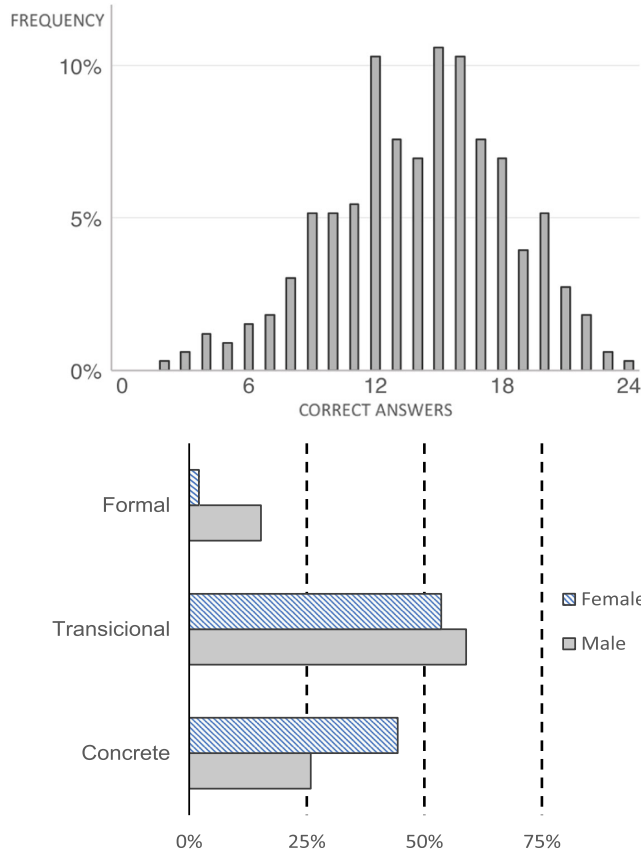 FREQUENCY
10%
5%
0%
0 6 12 18 24
CORRECT ANSWERS
Formal
Transicional
Concrete
Female
Male
0% 25% 50% 75%